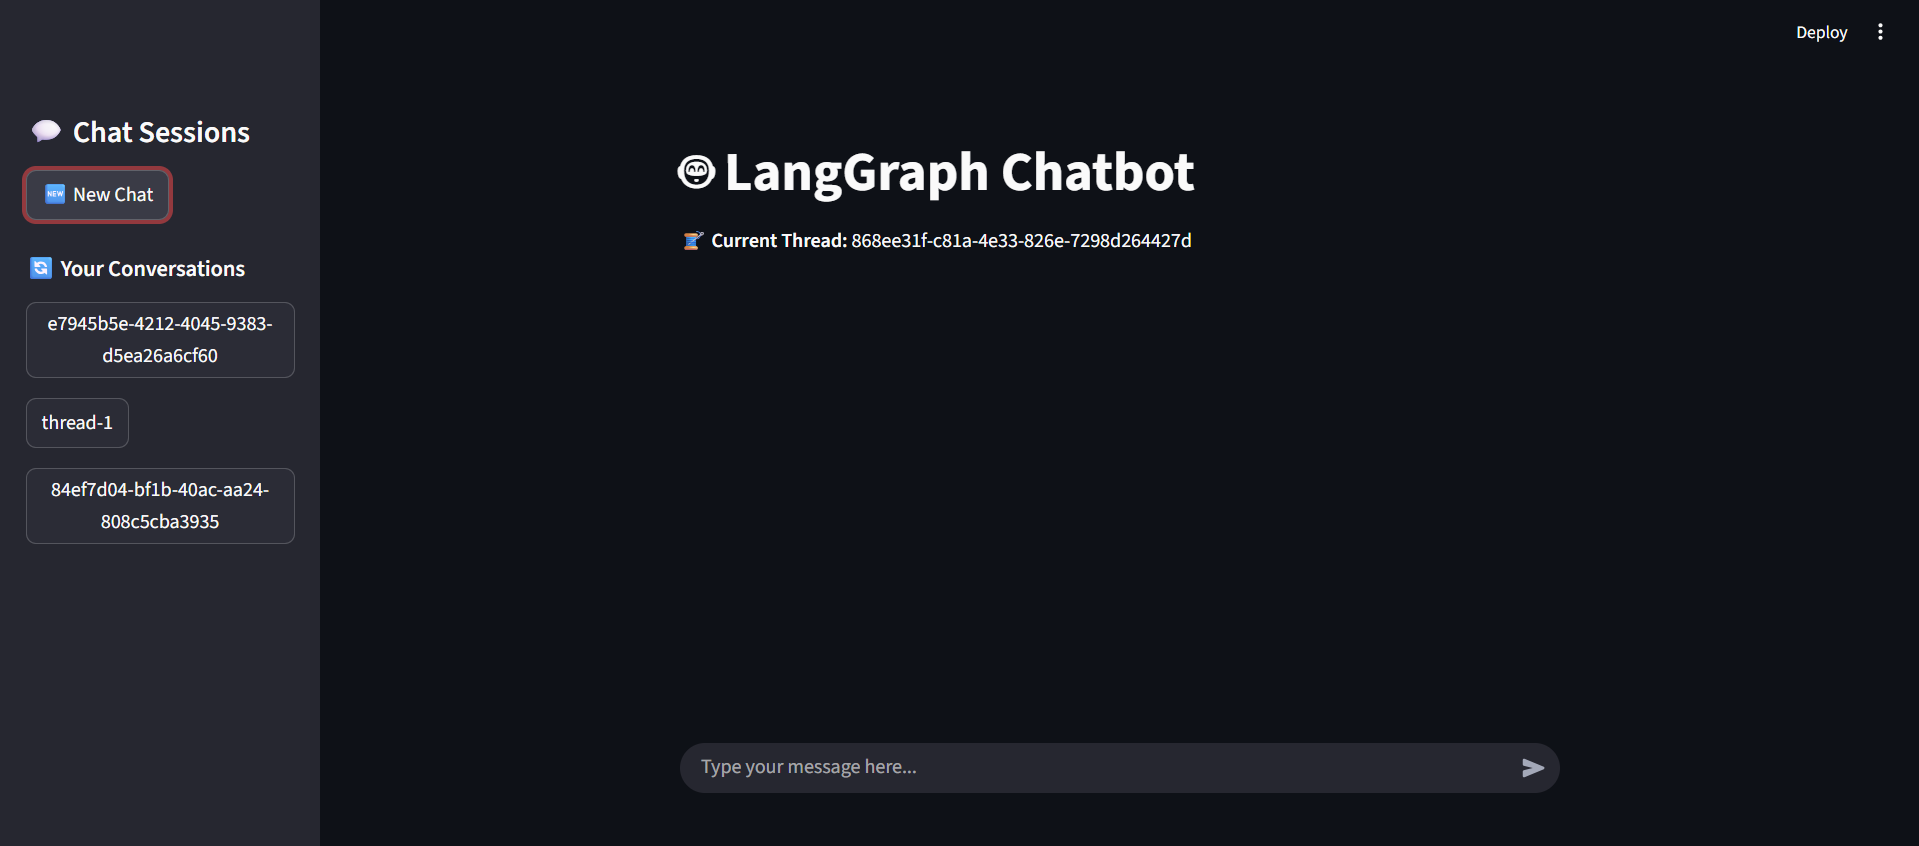 Deploy
Chat Sessions
NEW New Chat
Your Conversations
e7945b5e-4212-4045-9383-
d5ea26a6cf60
thread-1
84ef7d04-bf1b-40ac-aa24-
808c5cba3935
LangGraph Chatbot
Current Thread: 868ee31f-c81a-4e33-826e-7298d264427d
Type your message here...